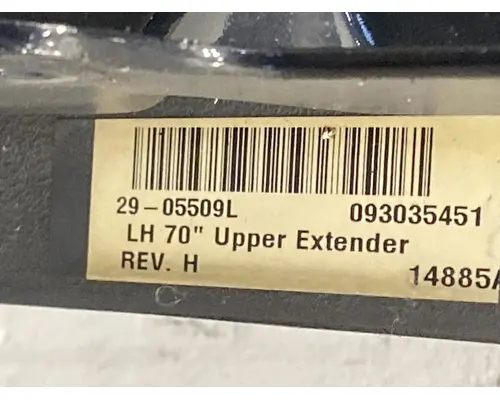 29-05509L 093035451
LH 70" Upper Extender
REV. H 14885A